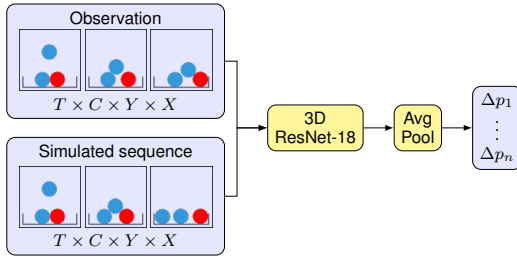 Observation
T × C × Y × X
Simulated sequence
T × C × Y × X
3D
ResNet-18
Avg
Pool
Δp₁
⋮
Δpₙ